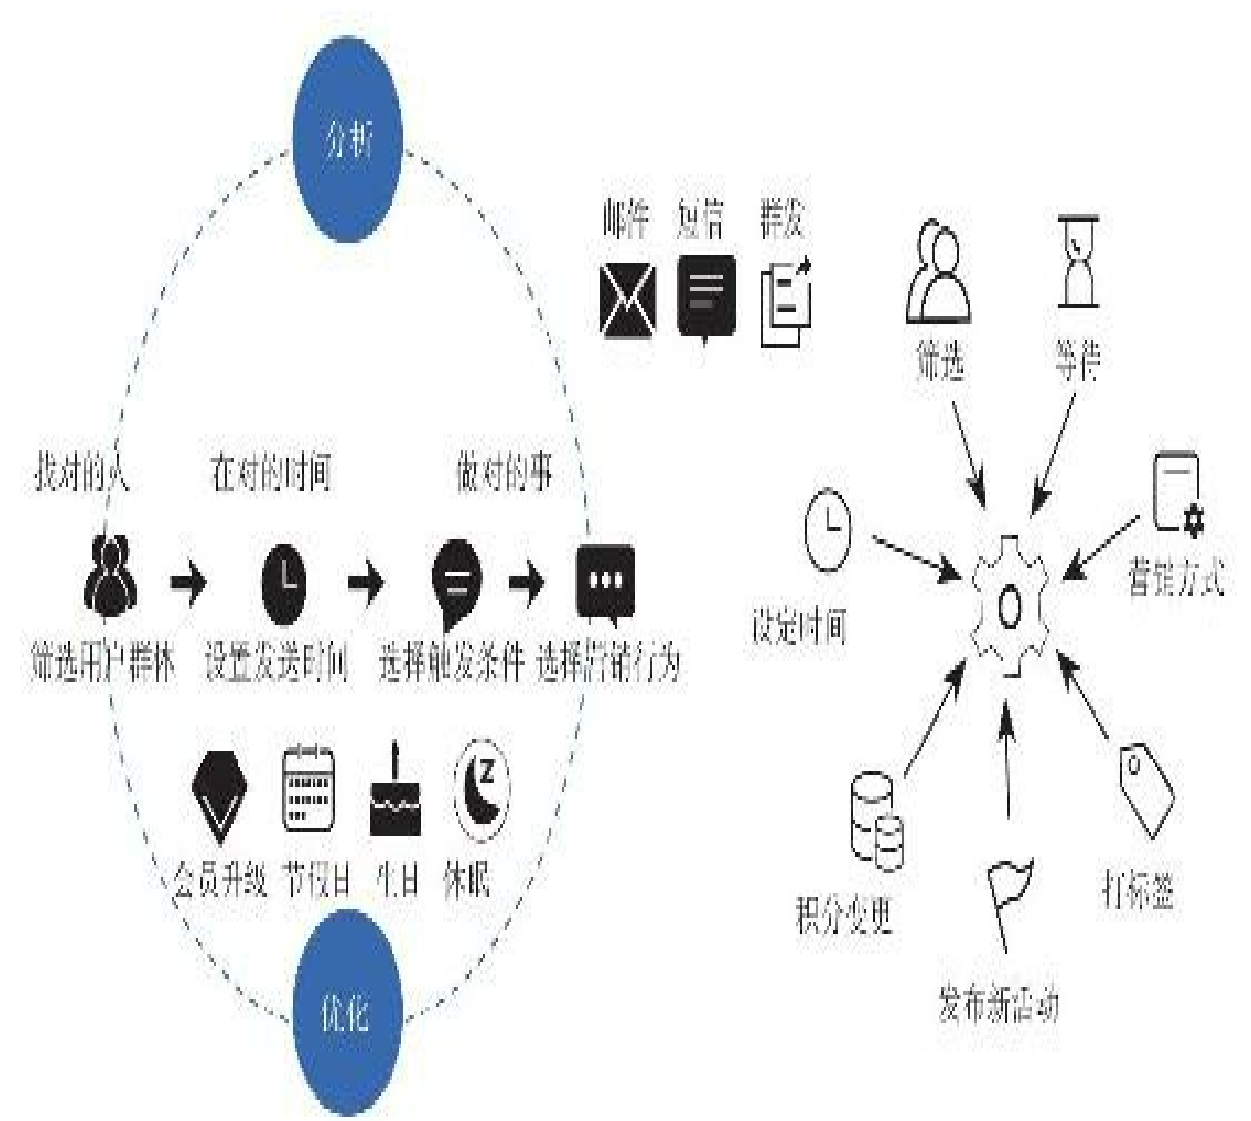 分析
邮件 短信 群发
筛选
等待
找对的人 在对的时间 做对的事
营销方式
设定时间
筛选用户群体 设置发送时间 选择触发条件 选择营销行为
会员升级 节假日 生日 休眠
打标签
积分变更
发布新活动
优化